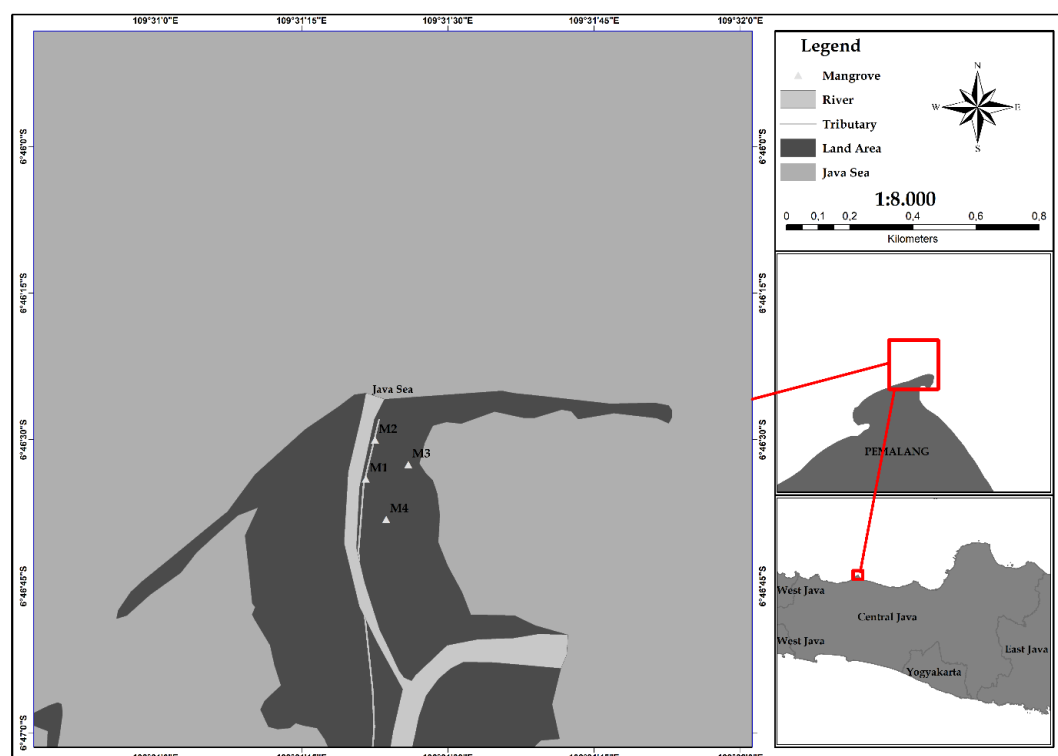 109°31'0"E 109°31'15"E 109°31'30"E 109°31'45"E 109°32'0"E
6°46'0"S
6°46'0"S
6°46'15"S
6°46'15"S
6°46'30"S
6°46'30"S
6°46'45"S
6°46'45"S
6°47'0"S
6°47'0"S
Java Sea
M2
M3
M1
M4
Legend
Mangrove
River
Tributary
Land Area
Java Sea
N
W
E
S
1:8.000
0 0,1 0,2 0,4 0,6 0,8
Kilometers
PEMALANG
West Java
Central Java
West Java
East Java
Yogyakarta